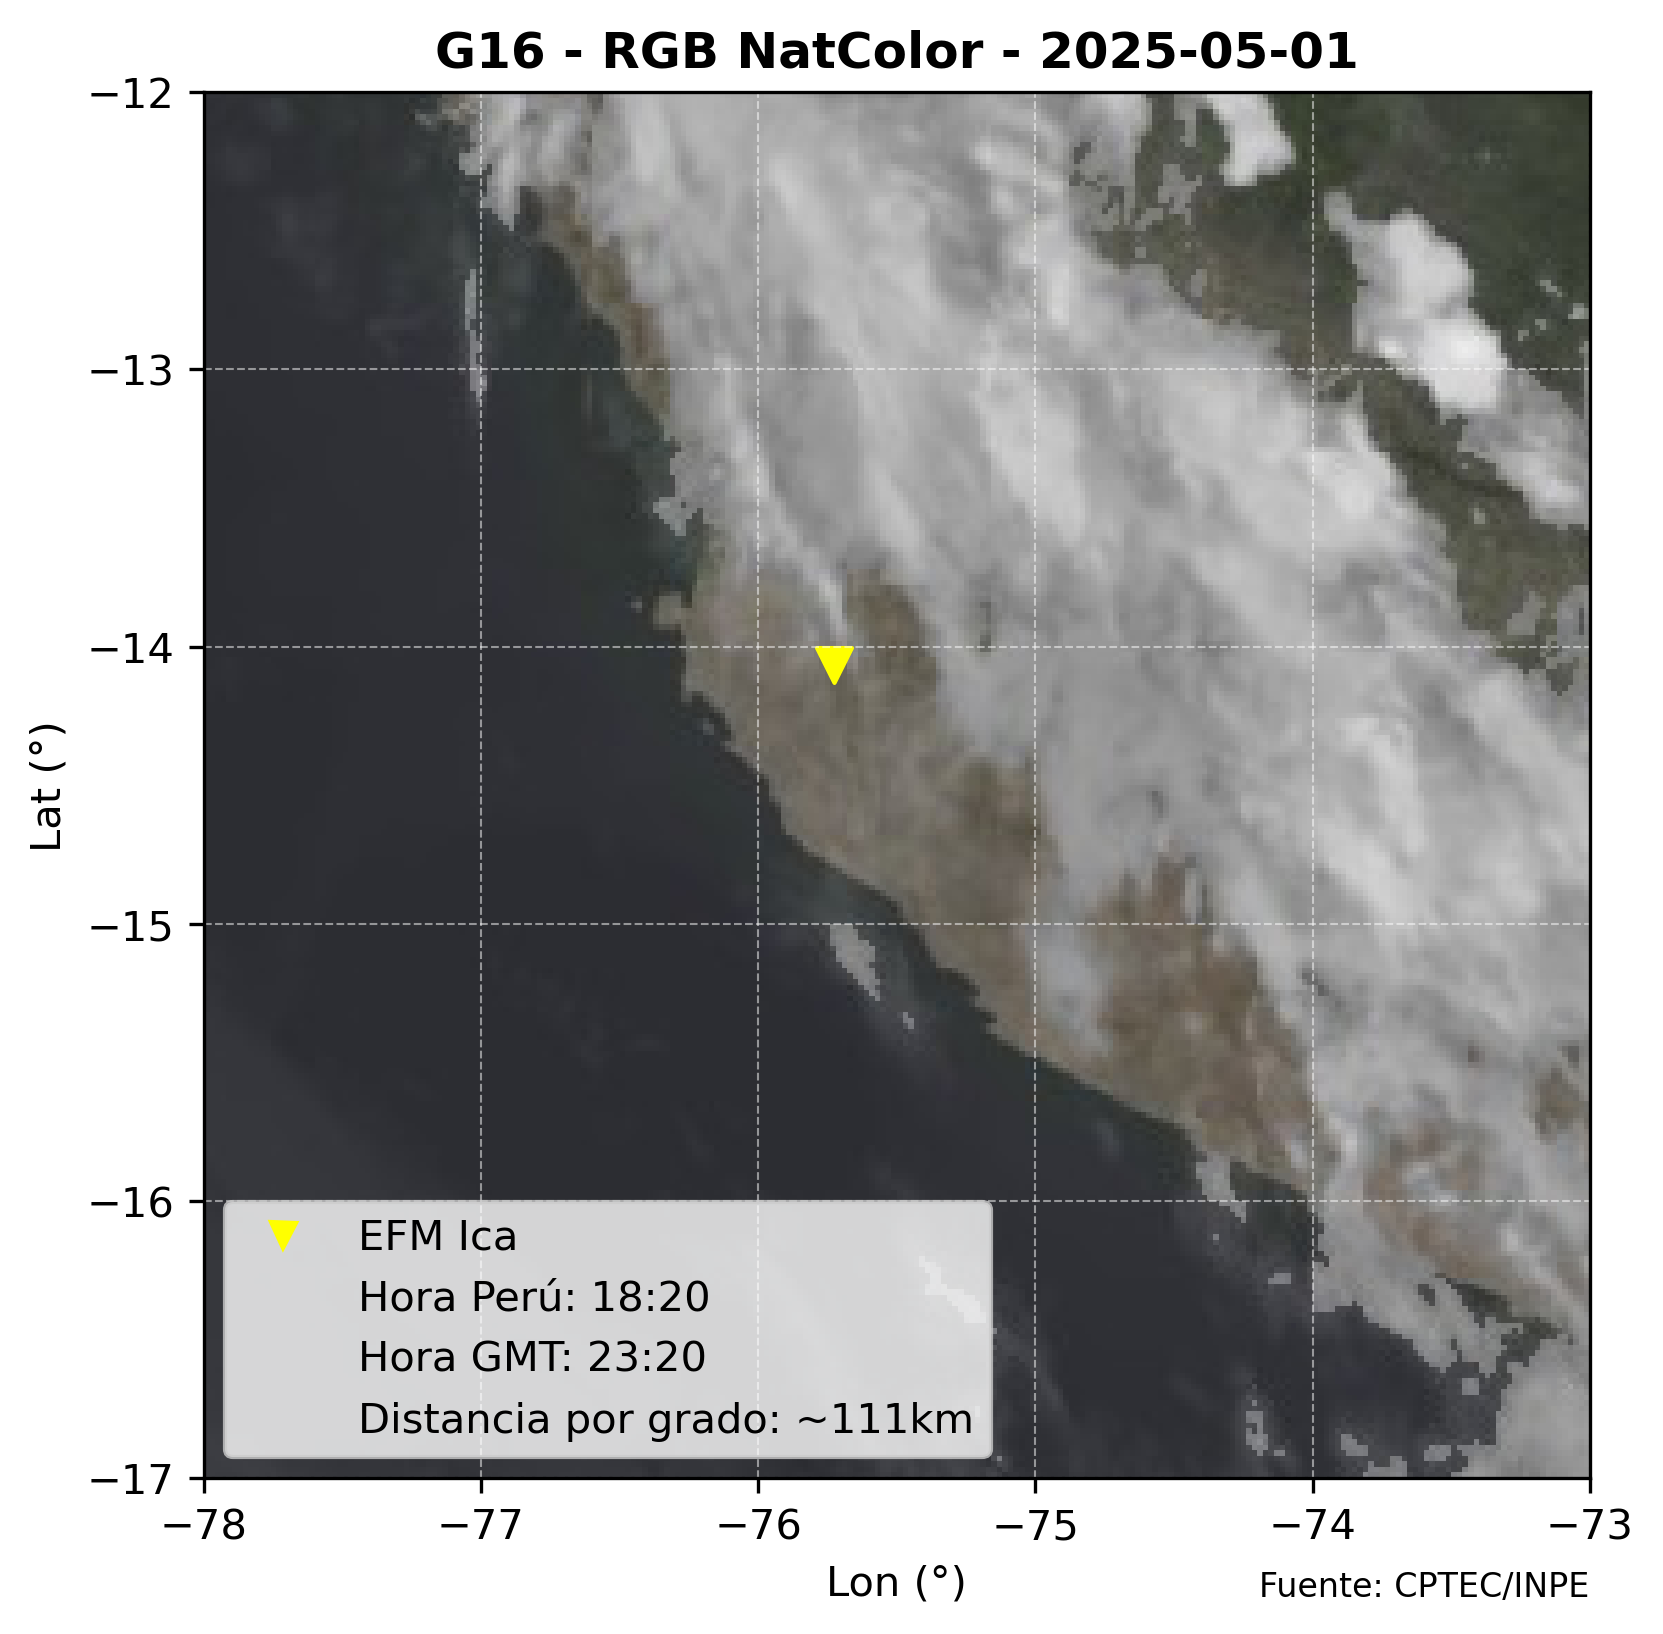 G16 - RGB NatColor - 2025-05-01
−12
−13
−14
−15
−16
−17
Lat (°)
EFM Ica
Hora Perú: 18:20
Hora GMT: 23:20
Distancia por grado: ~111km
−78 −77 −76 −75 −74 −73
Lon (°)
Fuente: CPTEC/INPE